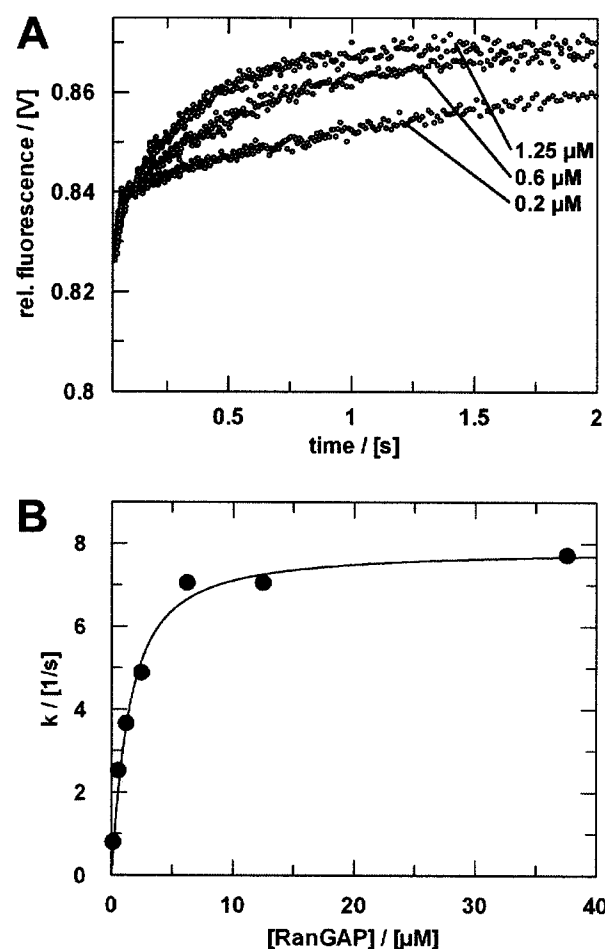 A
rel. fluorescence / [V]
0.86
0.84
0.82
0.8
1.25 µM
0.6 µM
0.2 µM
0.5
1
1.5
2
time / [s]
B
k / [1/s]
8
6
4
2
0
0
10
20
30
40
[RanGAP] / [µM]